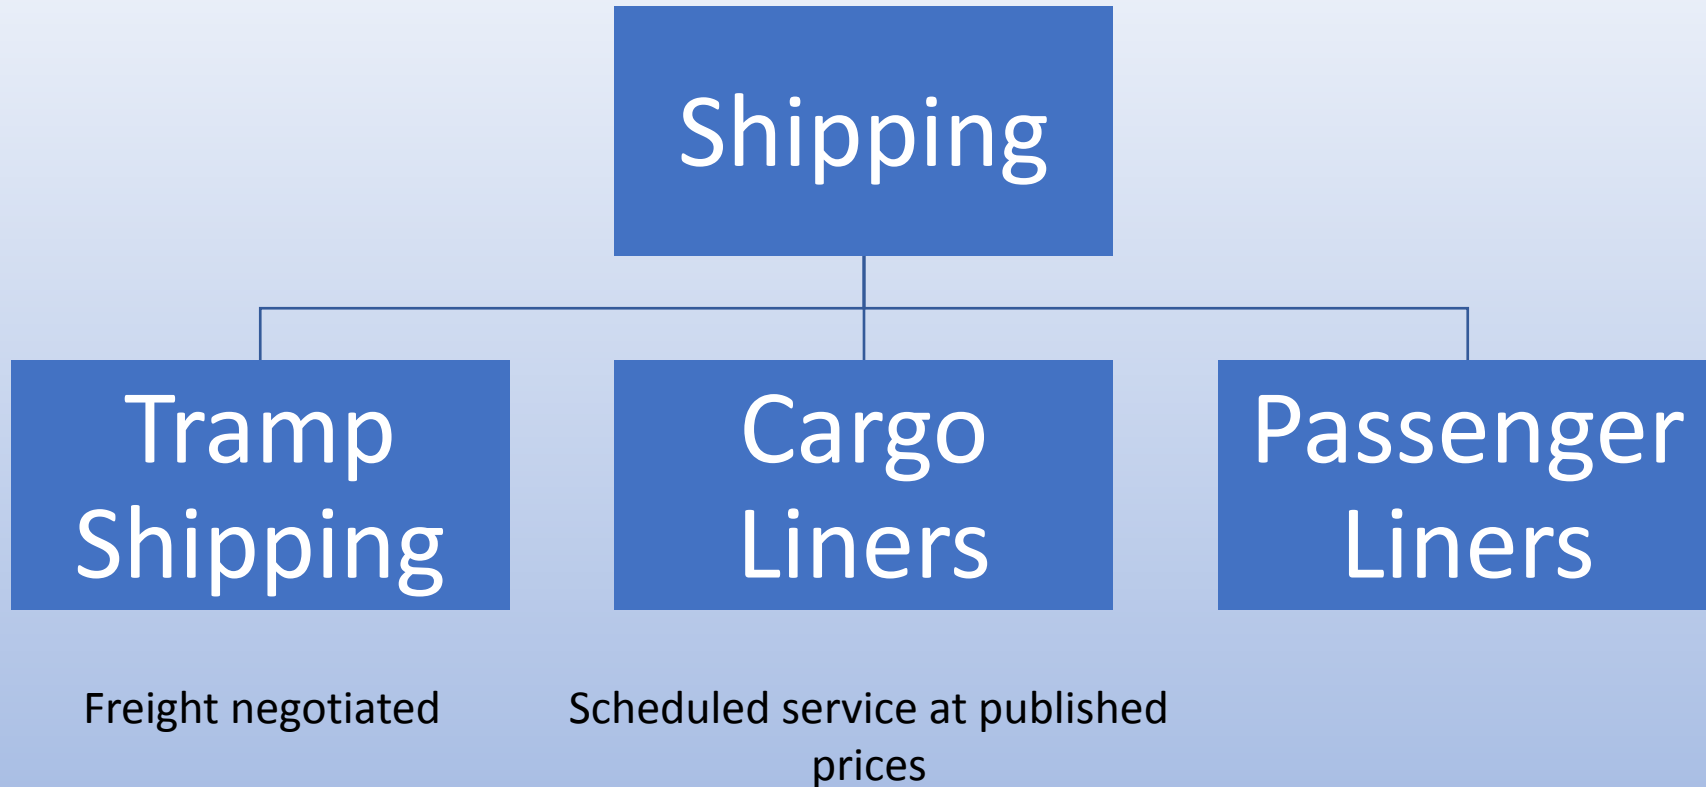 Shipping
Tramp
Shipping
Cargo
Liners
Passenger
Liners
Freight negotiated
Scheduled service at published
prices